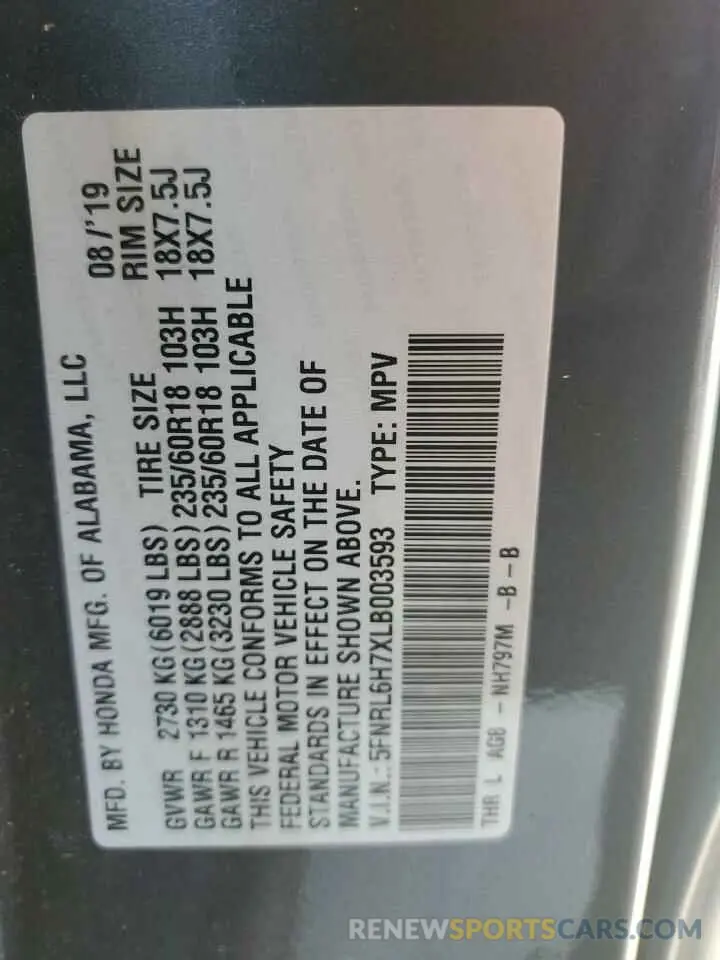 MFD. BY HONDA MFG. OF ALABAMA, LLC 08/'19
GVWR 2730 KG(6019 LBS) TIRE SIZE RIM SIZE
GAWR F 1310 KG(2888 LBS)235/60R18 103H 18X7.5J
GAWR R 1465 KG(3230 LBS)235/60R18 103H 18X7.5J
THIS VEHICLE CONFORMS TO ALL APPLICABLE
FEDERAL MOTOR VEHICLE SAFETY
STANDARDS IN EFFECT ON THE DATE OF
MANUFACTURE SHOWN ABOVE.
V.I.N.: 5FNRL6H7XLB003593 TYPE: MPV
THR L AGB - NH797M -B-B
RENEWSPORTSCARS.COM